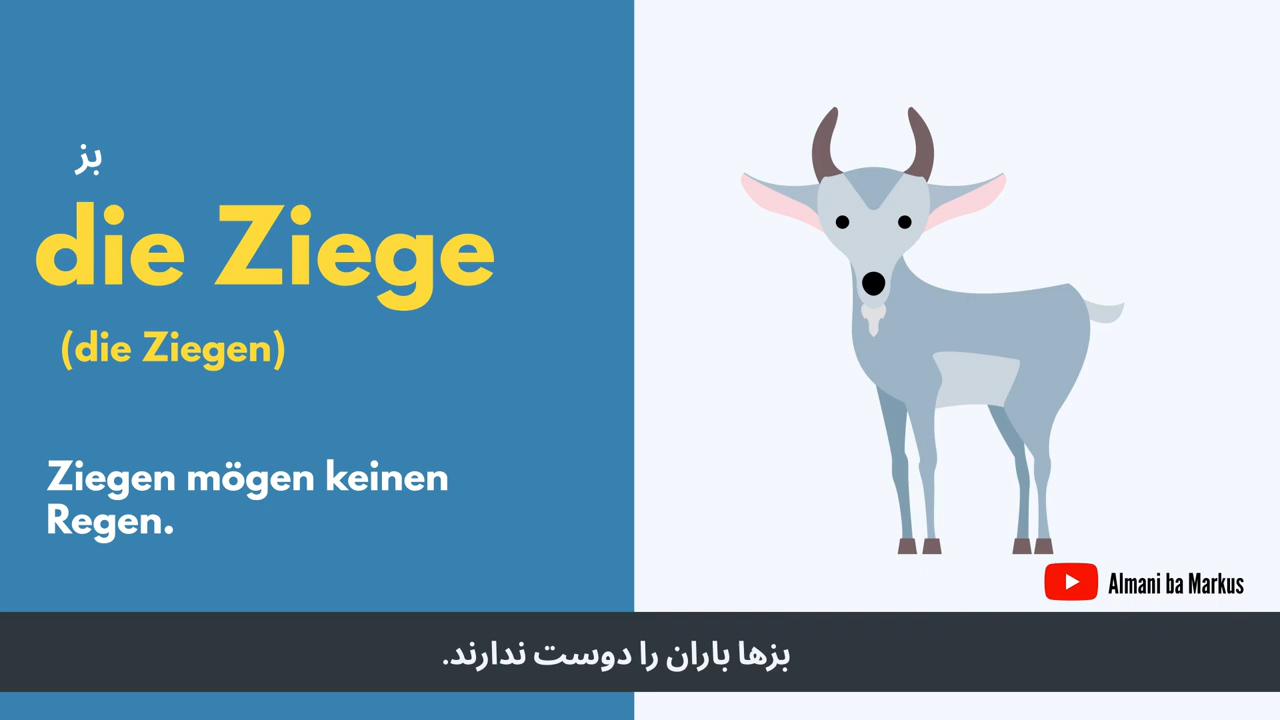 بز
die Ziege
(die Ziegen)
Ziegen mögen keinen
Regen.
Almani ba Markus
بزها باران را دوست ندارند.